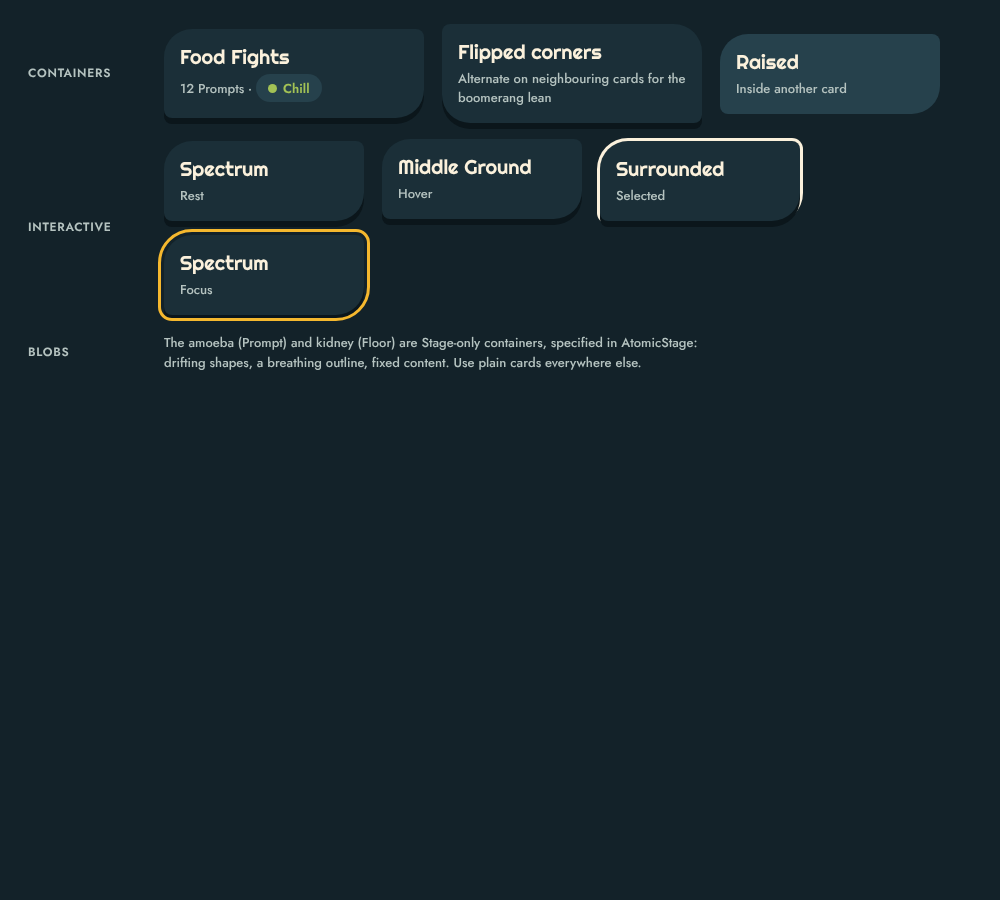 CONTAINERS
Food Fights
12 Prompts · Chill
Flipped corners
Alternate on neighbouring cards for the
boomerang lean
Raised
Inside another card
INTERACTIVE
Spectrum
Rest
Middle Ground
Hover
Surrounded
Selected
Spectrum
Focus
BLOBS
The amoeba (Prompt) and kidney (Floor) are Stage-only containers, specified in AtomicStage:
drifting shapes, a breathing outline, fixed content. Use plain cards everywhere else.